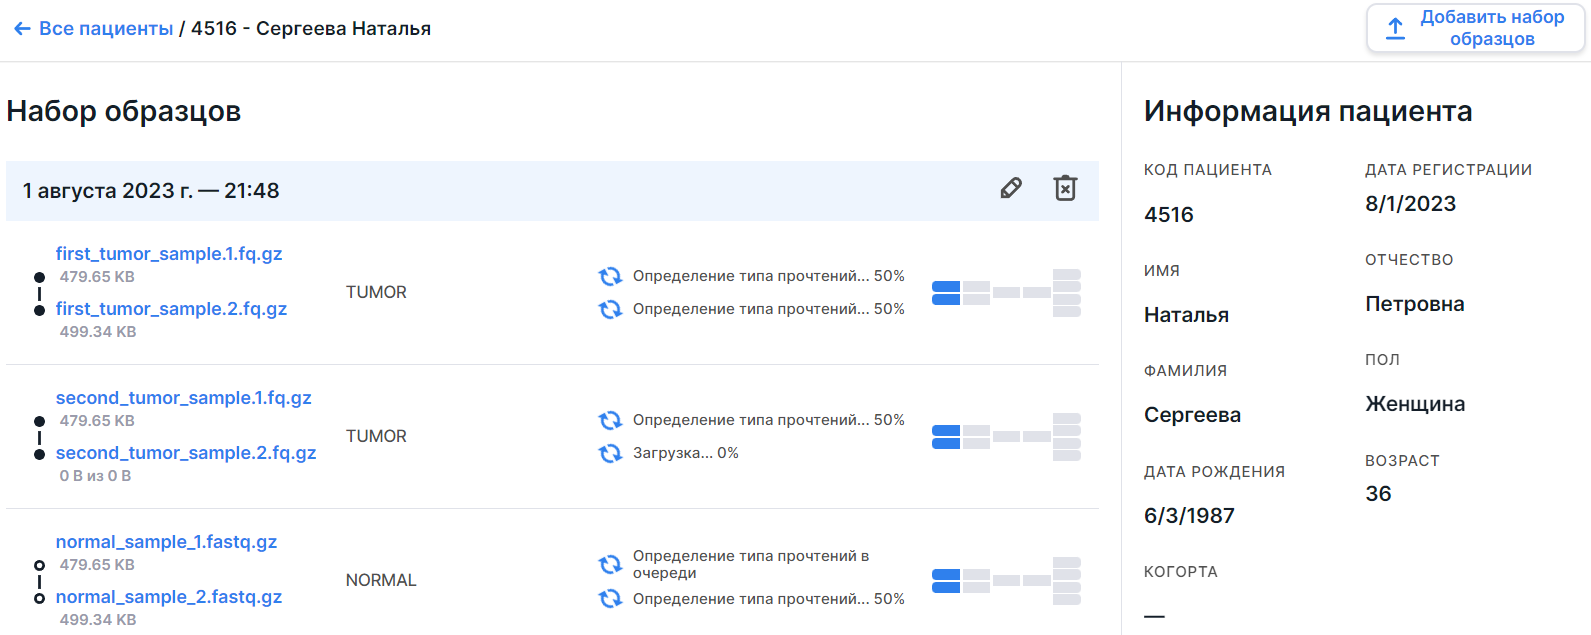 ← Все пациенты / 4516 - Сергеева Наталья
Добавить набор
образцов
Набор образцов
1 августа 2023 г. — 21:48
first_tumor_sample.1.fq.gz
479.65 KB
first_tumor_sample.2.fq.gz
499.34 KB
TUMOR
Определение типа прочтений... 50%
Определение типа прочтений... 50%
second_tumor_sample.1.fq.gz
479.65 KB
second_tumor_sample.2.fq.gz
0 B из 0 B
TUMOR
Определение типа прочтений... 50%
Загрузка... 0%
normal_sample_1.fastq.gz
479.65 KB
normal_sample_2.fastq.gz
499.34 KB
NORMAL
Определение типа прочтений в
очереди
Определение типа прочтений... 50%
Информация пациента
КОД ПАЦИЕНТА
4516
ДАТА РЕГИСТРАЦИИ
8/1/2023
ИМЯ
Наталья
ОТЧЕСТВО
Петровна
ФАМИЛИЯ
Сергеева
ПОЛ
Женщина
ДАТА РОЖДЕНИЯ
6/3/1987
ВОЗРАСТ
36
КОГОРТА
—